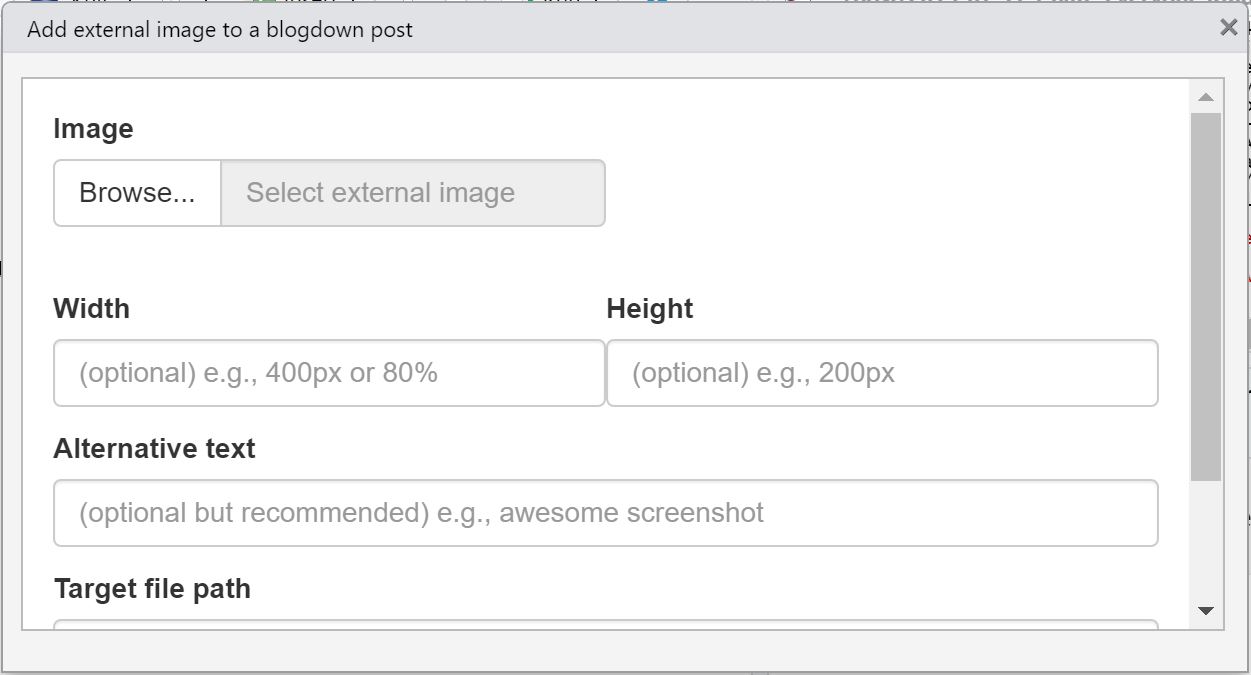 Add external image to a blogdown post
Image
Browse... Select external image
Width Height
(optional) e.g., 400px or 80% (optional) e.g., 200px
Alternative text
(optional but recommended) e.g., awesome screenshot
Target file path